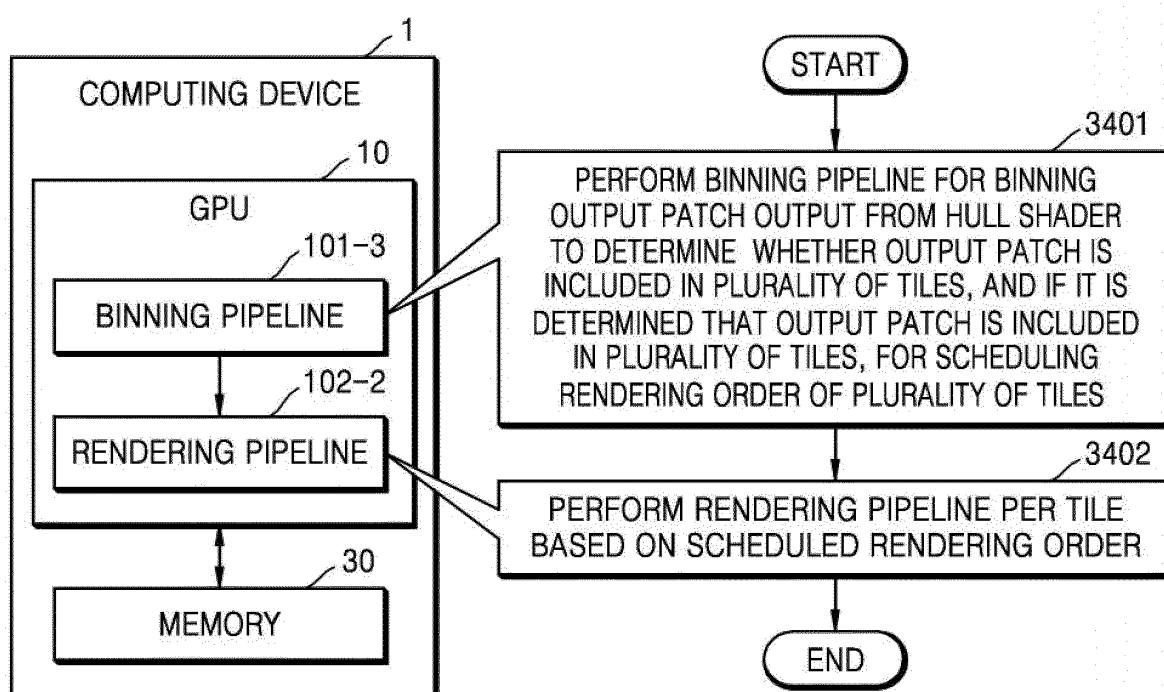 1
COMPUTING DEVICE
10
GPU
101-3
BINNING PIPELINE
102-2
RENDERING PIPELINE
30
MEMORY
START
3401
PERFORM BINNING PIPELINE FOR BINNING
OUTPUT PATCH OUTPUT FROM HULL SHADER
TO DETERMINE WHETHER OUTPUT PATCH IS
INCLUDED IN PLURALITY OF TILES, AND IF IT IS
DETERMINED THAT OUTPUT PATCH IS INCLUDED
IN PLURALITY OF TILES, FOR SCHEDULING
RENDERING ORDER OF PLURALITY OF TILES
3402
PERFORM RENDERING PIPELINE PER TILE
BASED ON SCHEDULED RENDERING ORDER
END